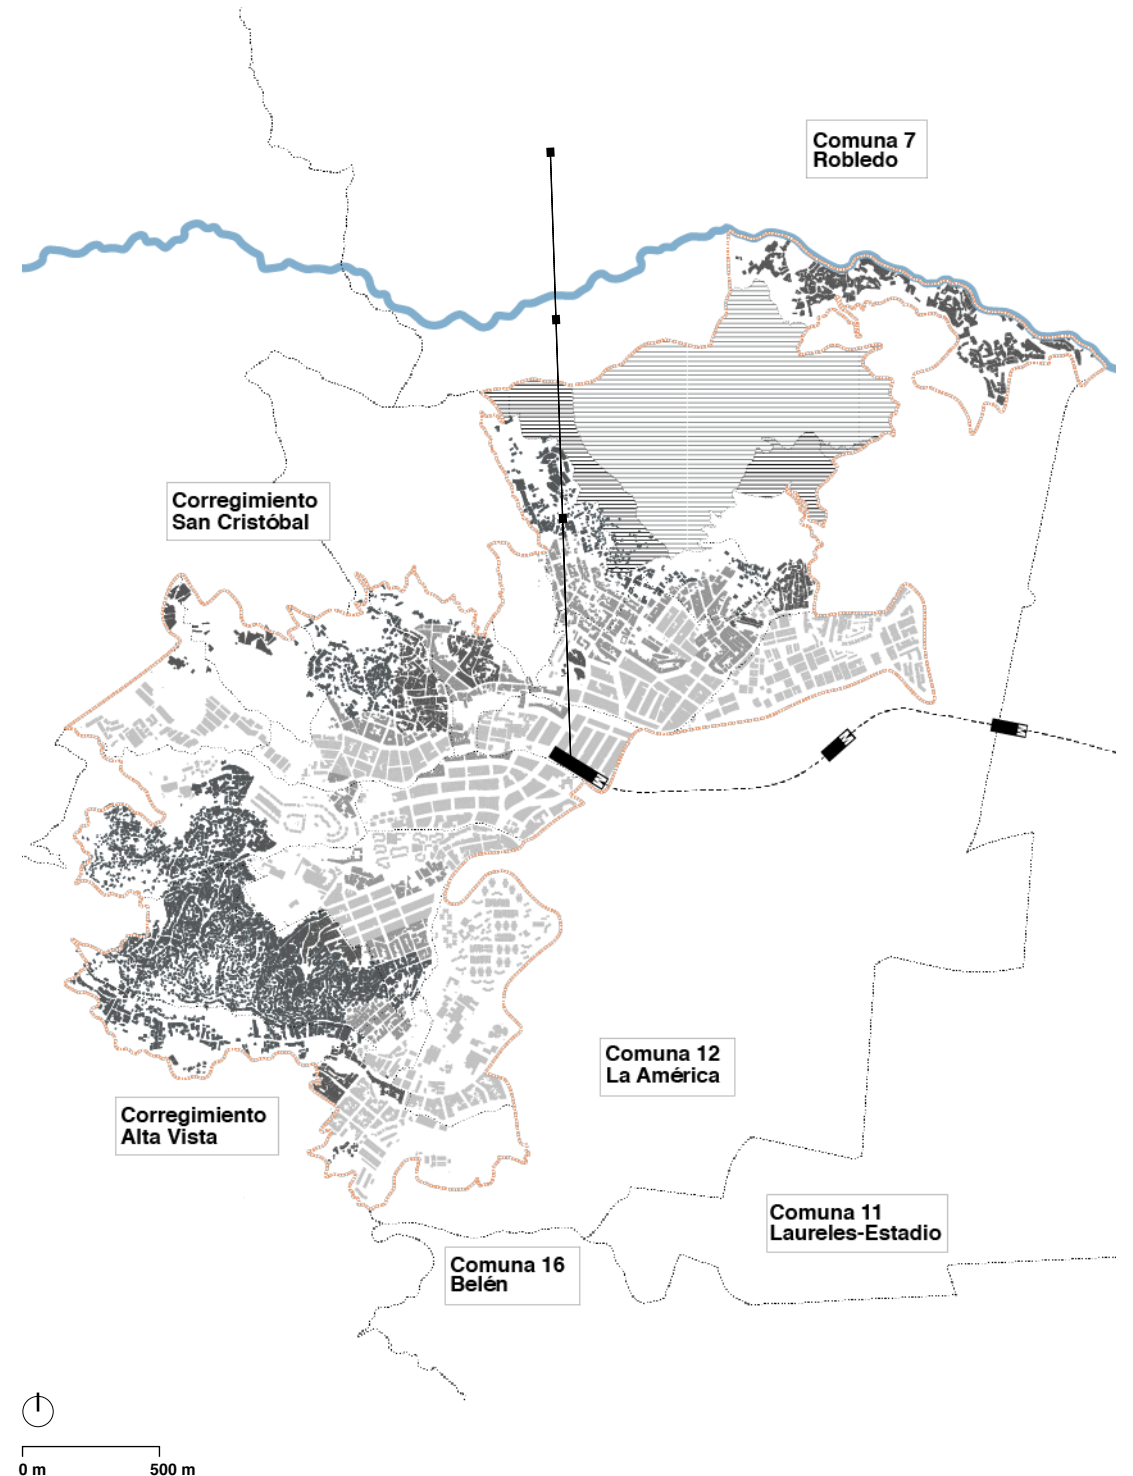 Comuna 7
Robledo
Corregimiento
San Cristóbal
M
M
M
Comuna 12
La América
Corregimiento
Alta Vista
Comuna 11
Laureles-Estadio
Comuna 16
Belén
0 m
500 m